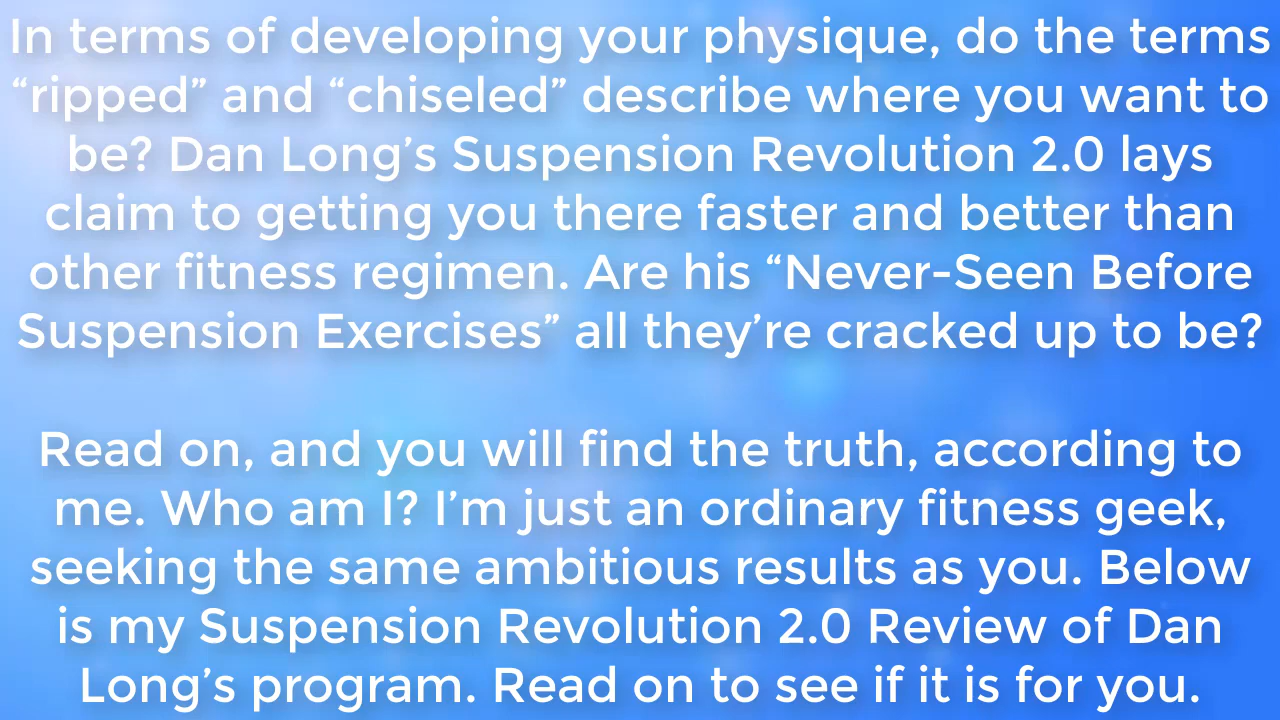 In terms of developing your physique, do the terms
“ripped” and “chiseled” describe where you want to
be? Dan Long’s Suspension Revolution 2.0 lays
claim to getting you there faster and better than
other fitness regimen. Are his “Never-Seen Before
Suspension Exercises” all they’re cracked up to be?
Read on, and you will find the truth, according to
me. Who am I? I’m just an ordinary fitness geek,
seeking the same ambitious results as you. Below
is my Suspension Revolution 2.0 Review of Dan
Long’s program. Read on to see if it is for you.